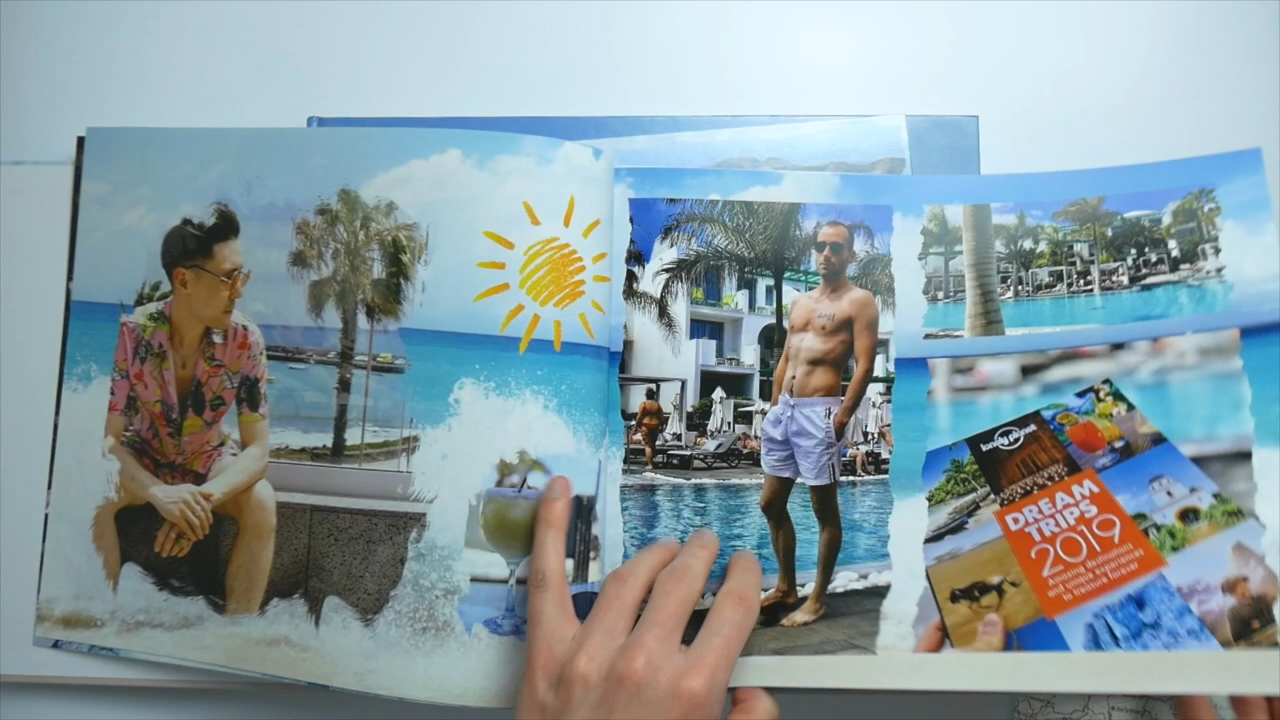 lonely planet
DREAM
TRIPS
2019
Amazing destinations
and unique experiences
to treasure forever